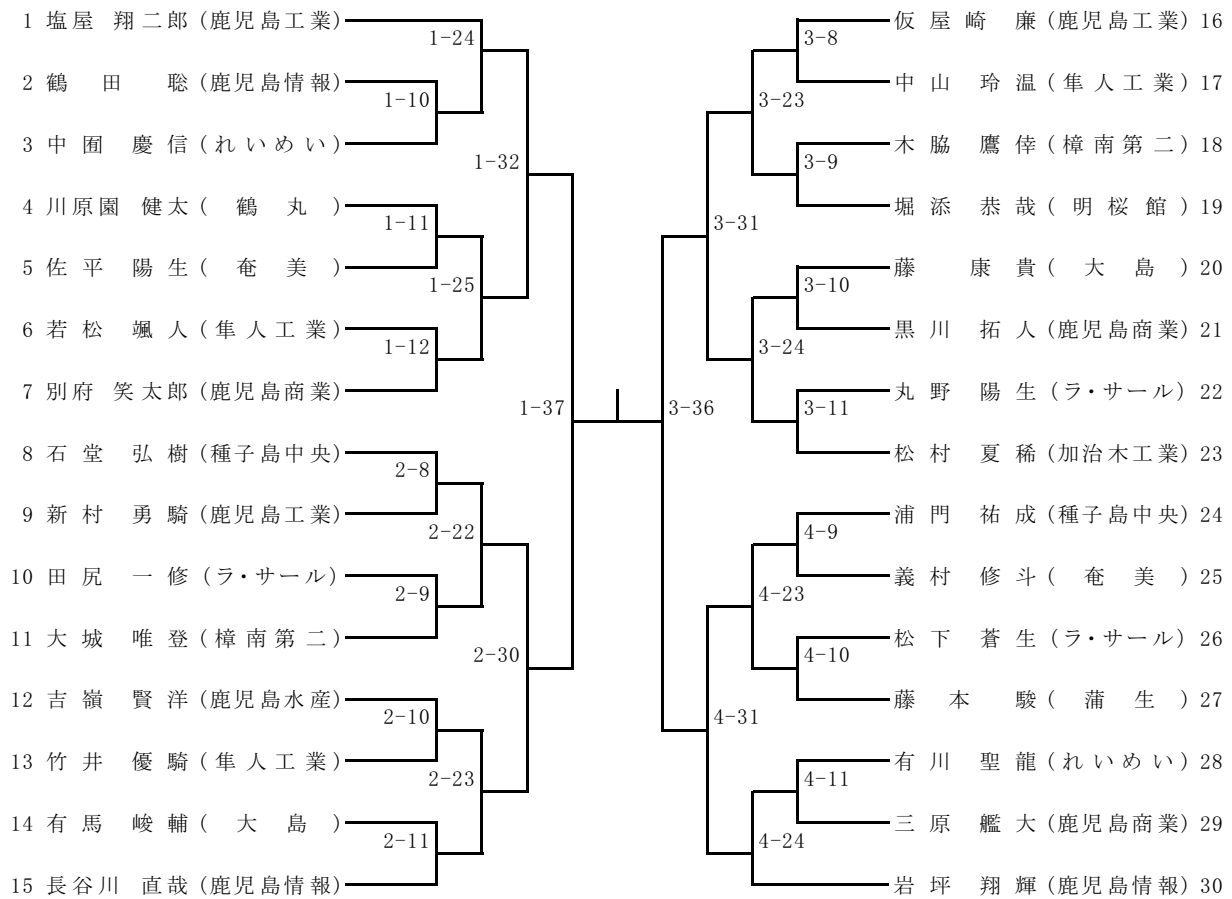 1 塩屋 翔二郎(鹿児島工業)
1-24
2 鶴田 聡(鹿児島情報)
1-10
3 中囿 慶信(れいめい)
1-32
4 川原園 健太(鶴丸)
1-11
5 佐平 陽生(奄美)
1-25
6 若松 颯人(隼人工業)
1-12
7 別府 笑太郎(鹿児島商業)
1-37
8 石堂 弘樹(種子島中央)
2-8
9 新村 勇騎(鹿児島工業)
2-22
10 田尻 一修(ラ・サール)
2-9
11 大城 唯登(樟南第二)
2-30
12 吉嶺 賢洋(鹿児島水産)
2-10
13 竹井 優騎(隼人工業)
2-23
14 有馬 峻輔(大島)
2-11
15 長谷川 直哉(鹿児島情報)
仮屋崎 廉(鹿児島工業) 16
3-8
中山 玲温(隼人工業) 17
3-23
木脇 鷹倖(樟南第二) 18
3-9
堀添 恭哉(明桜館) 19
3-31
藤 康貴(大島) 20
3-10
黒川 拓人(鹿児島商業) 21
3-24
丸野 陽生(ラ・サール) 22
3-11
3-36
松村 夏稀(加治木工業) 23
浦門 祐成(種子島中央) 24
4-9
義村 修斗(奄美) 25
4-23
松下 蒼生(ラ・サール) 26
4-10
藤本 駿(蒲生) 27
4-31
有川 聖龍(れいめい) 28
4-11
三原 艦大(鹿児島商業) 29
4-24
岩坪 翔輝(鹿児島情報) 30